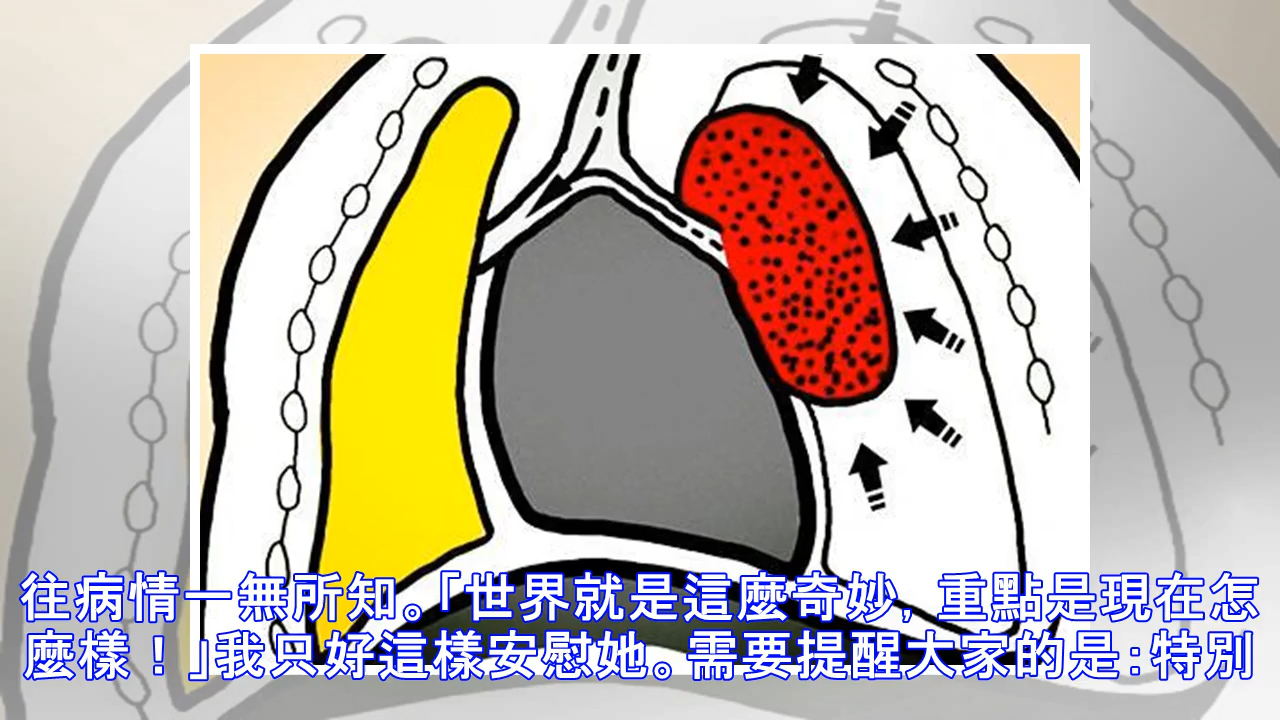 往病情一無所知。「世界就是這麼奇妙, 重點是現在怎
麼樣！」我只好這樣安慰她。需要提醒大家的是:特別